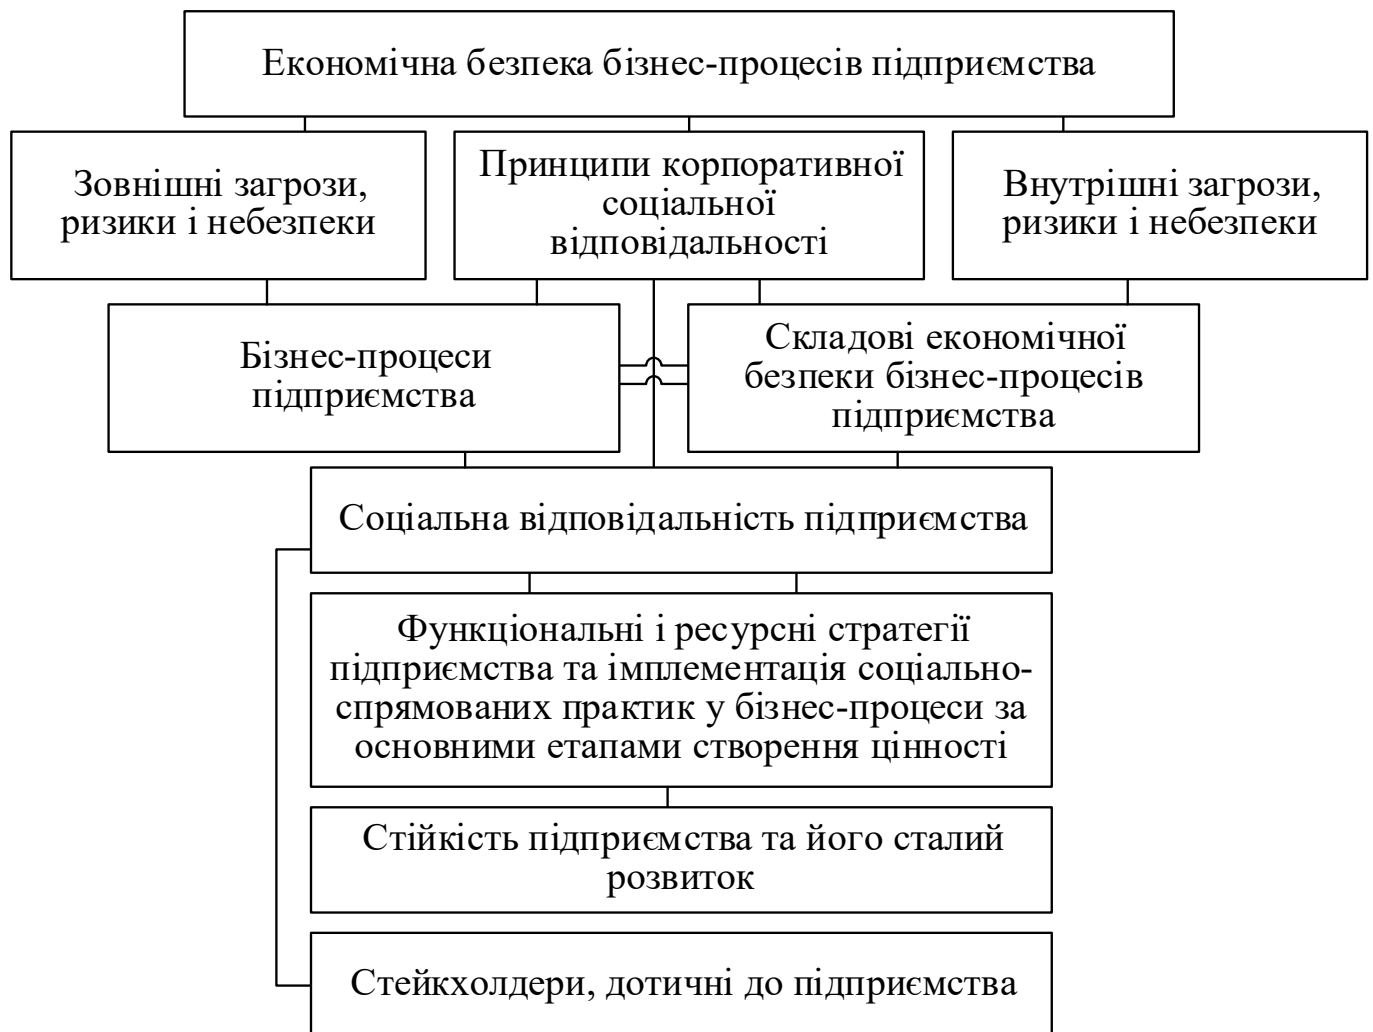 Економічна безпека бізнес-процесів підприємства
Зовнішні загрози,
ризики і небезпеки
Принципи корпоративної
соціальної
відповідальності
Внутрішні загрози,
ризики і небезпеки
Бізнес-процеси
підприємства
Складові економічної
безпеки бізнес-процесів
підприємства
Соціальна відповідальність підприємства
Функціональні і ресурсні стратегії
підприємства та імплементація соціально-
спрямованих практик у бізнес-процеси за
основними етапами створення цінності
Стійкість підприємства та його сталий
розвиток
Стейкхолдери, дотичні до підприємства